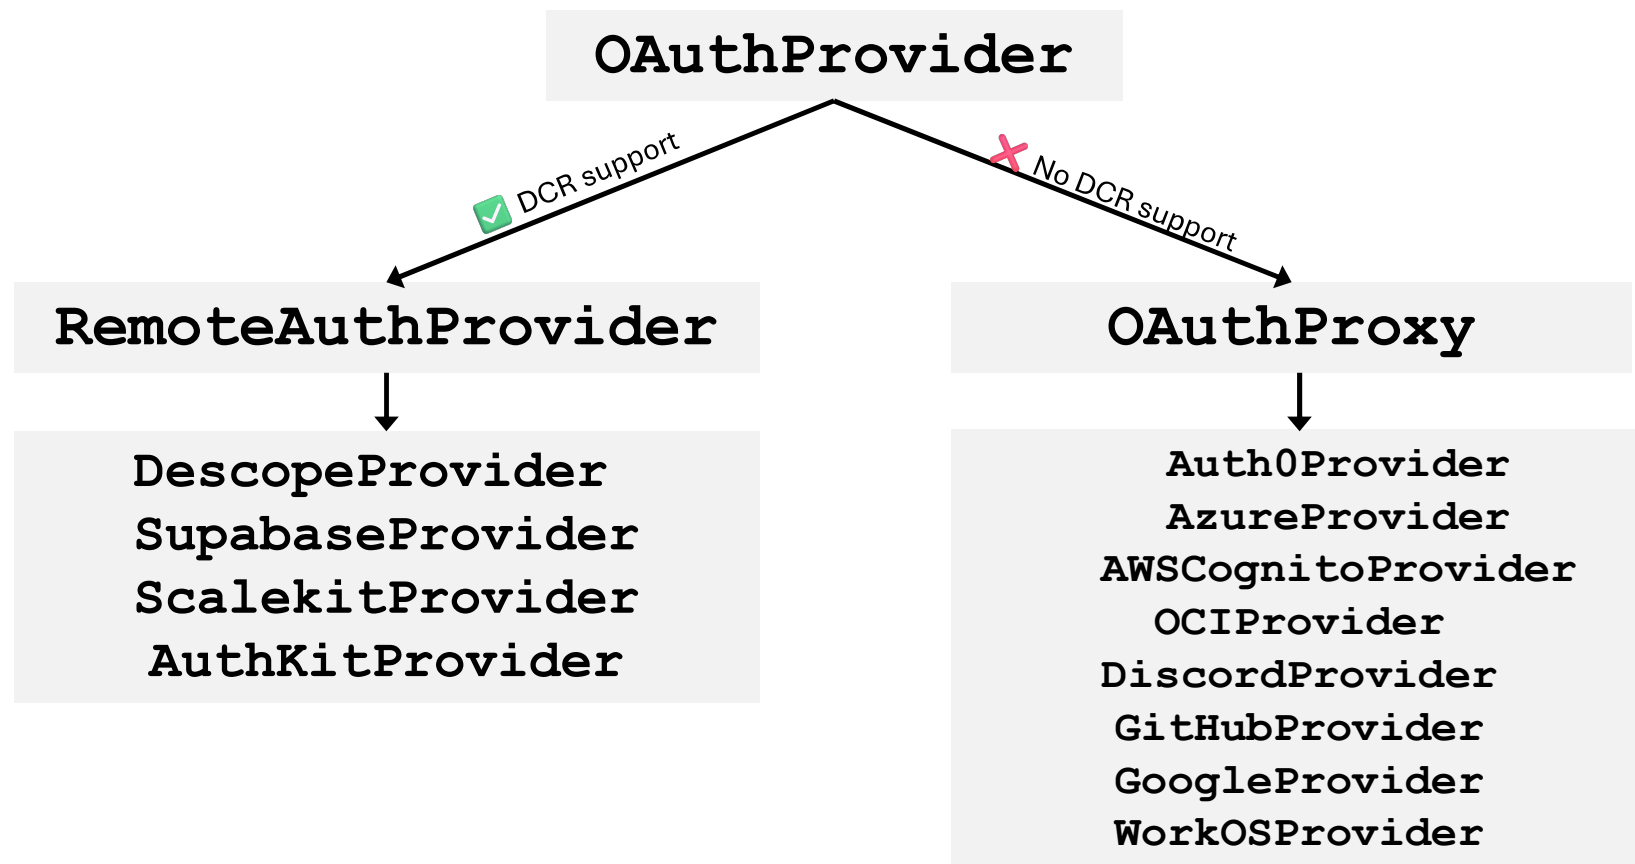 OAuthProvider
✅ DCR support
❌ No DCR support
RemoteAuthProvider
OAuthProxy
DescopeProvider
SupabaseProvider
ScalekitProvider
AuthKitProvider
Auth0Provider
AzureProvider
AWSCognitoProvider
OCIProvider
DiscordProvider
GitHubProvider
GoogleProvider
WorkOSProvider